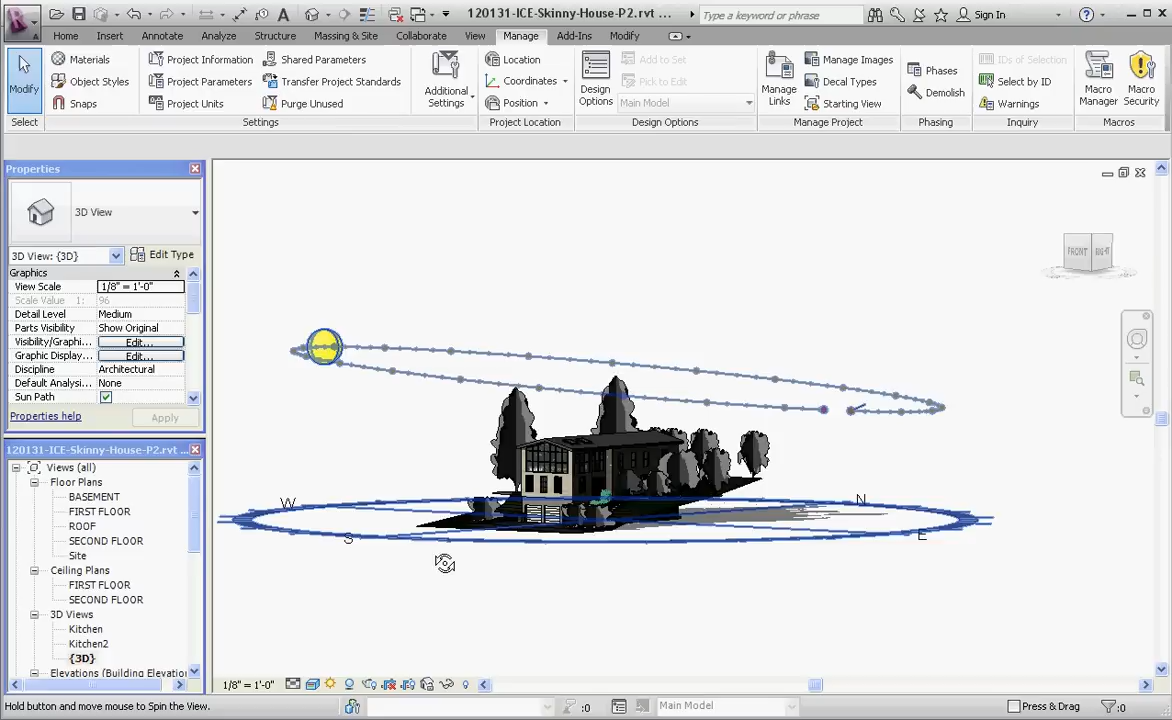 120131-ICE-Skinny-House-P2.rvt ...
Type a keyword or phrase
Sign In
Home Insert Annotate Analyze Structure Massing & Site Collaborate View Manage Add-Ins Modify
Modify
Select
Materials
Object Styles
Snaps
Project Information
Project Parameters
Project Units
Shared Parameters
Transfer Project Standards
Purge Unused
Additional
Settings
Settings
Location
Coordinates
Position
Project Location
Design
Options
Add to Set
Pick to Edit
Main Model
Design Options
Manage
Links
Manage Images
Decal Types
Starting View
Manage Project
Phases
Demolish
Phasing
IDs of Selection
Select by ID
Warnings
Inquiry
Macro
Manager
Macro
Security
Macros
Properties
3D View
3D View: {3D}
Edit Type
Graphics
View Scale 1/8" = 1'-0"
Scale Value 1: 96
Detail Level Medium
Parts Visibility Show Original
Visibility/Graphi... Edit...
Graphic Display... Edit...
Discipline Architectural
Default Analysi... None
Sun Path
Properties help
Apply
120131-ICE-Skinny-House-P2.rvt ...
Views (all)
Floor Plans
BASEMENT
FIRST FLOOR
ROOF
SECOND FLOOR
Site
Ceiling Plans
FIRST FLOOR
SECOND FLOOR
3D Views
Kitchen
Kitchen2
{3D}
Elevations (Building Elevation
FRONT RIGHT
W
N
S
E
1/8" = 1'-0"
Hold button and move mouse to Spin the View.
:0
Main Model
Press & Drag
:0